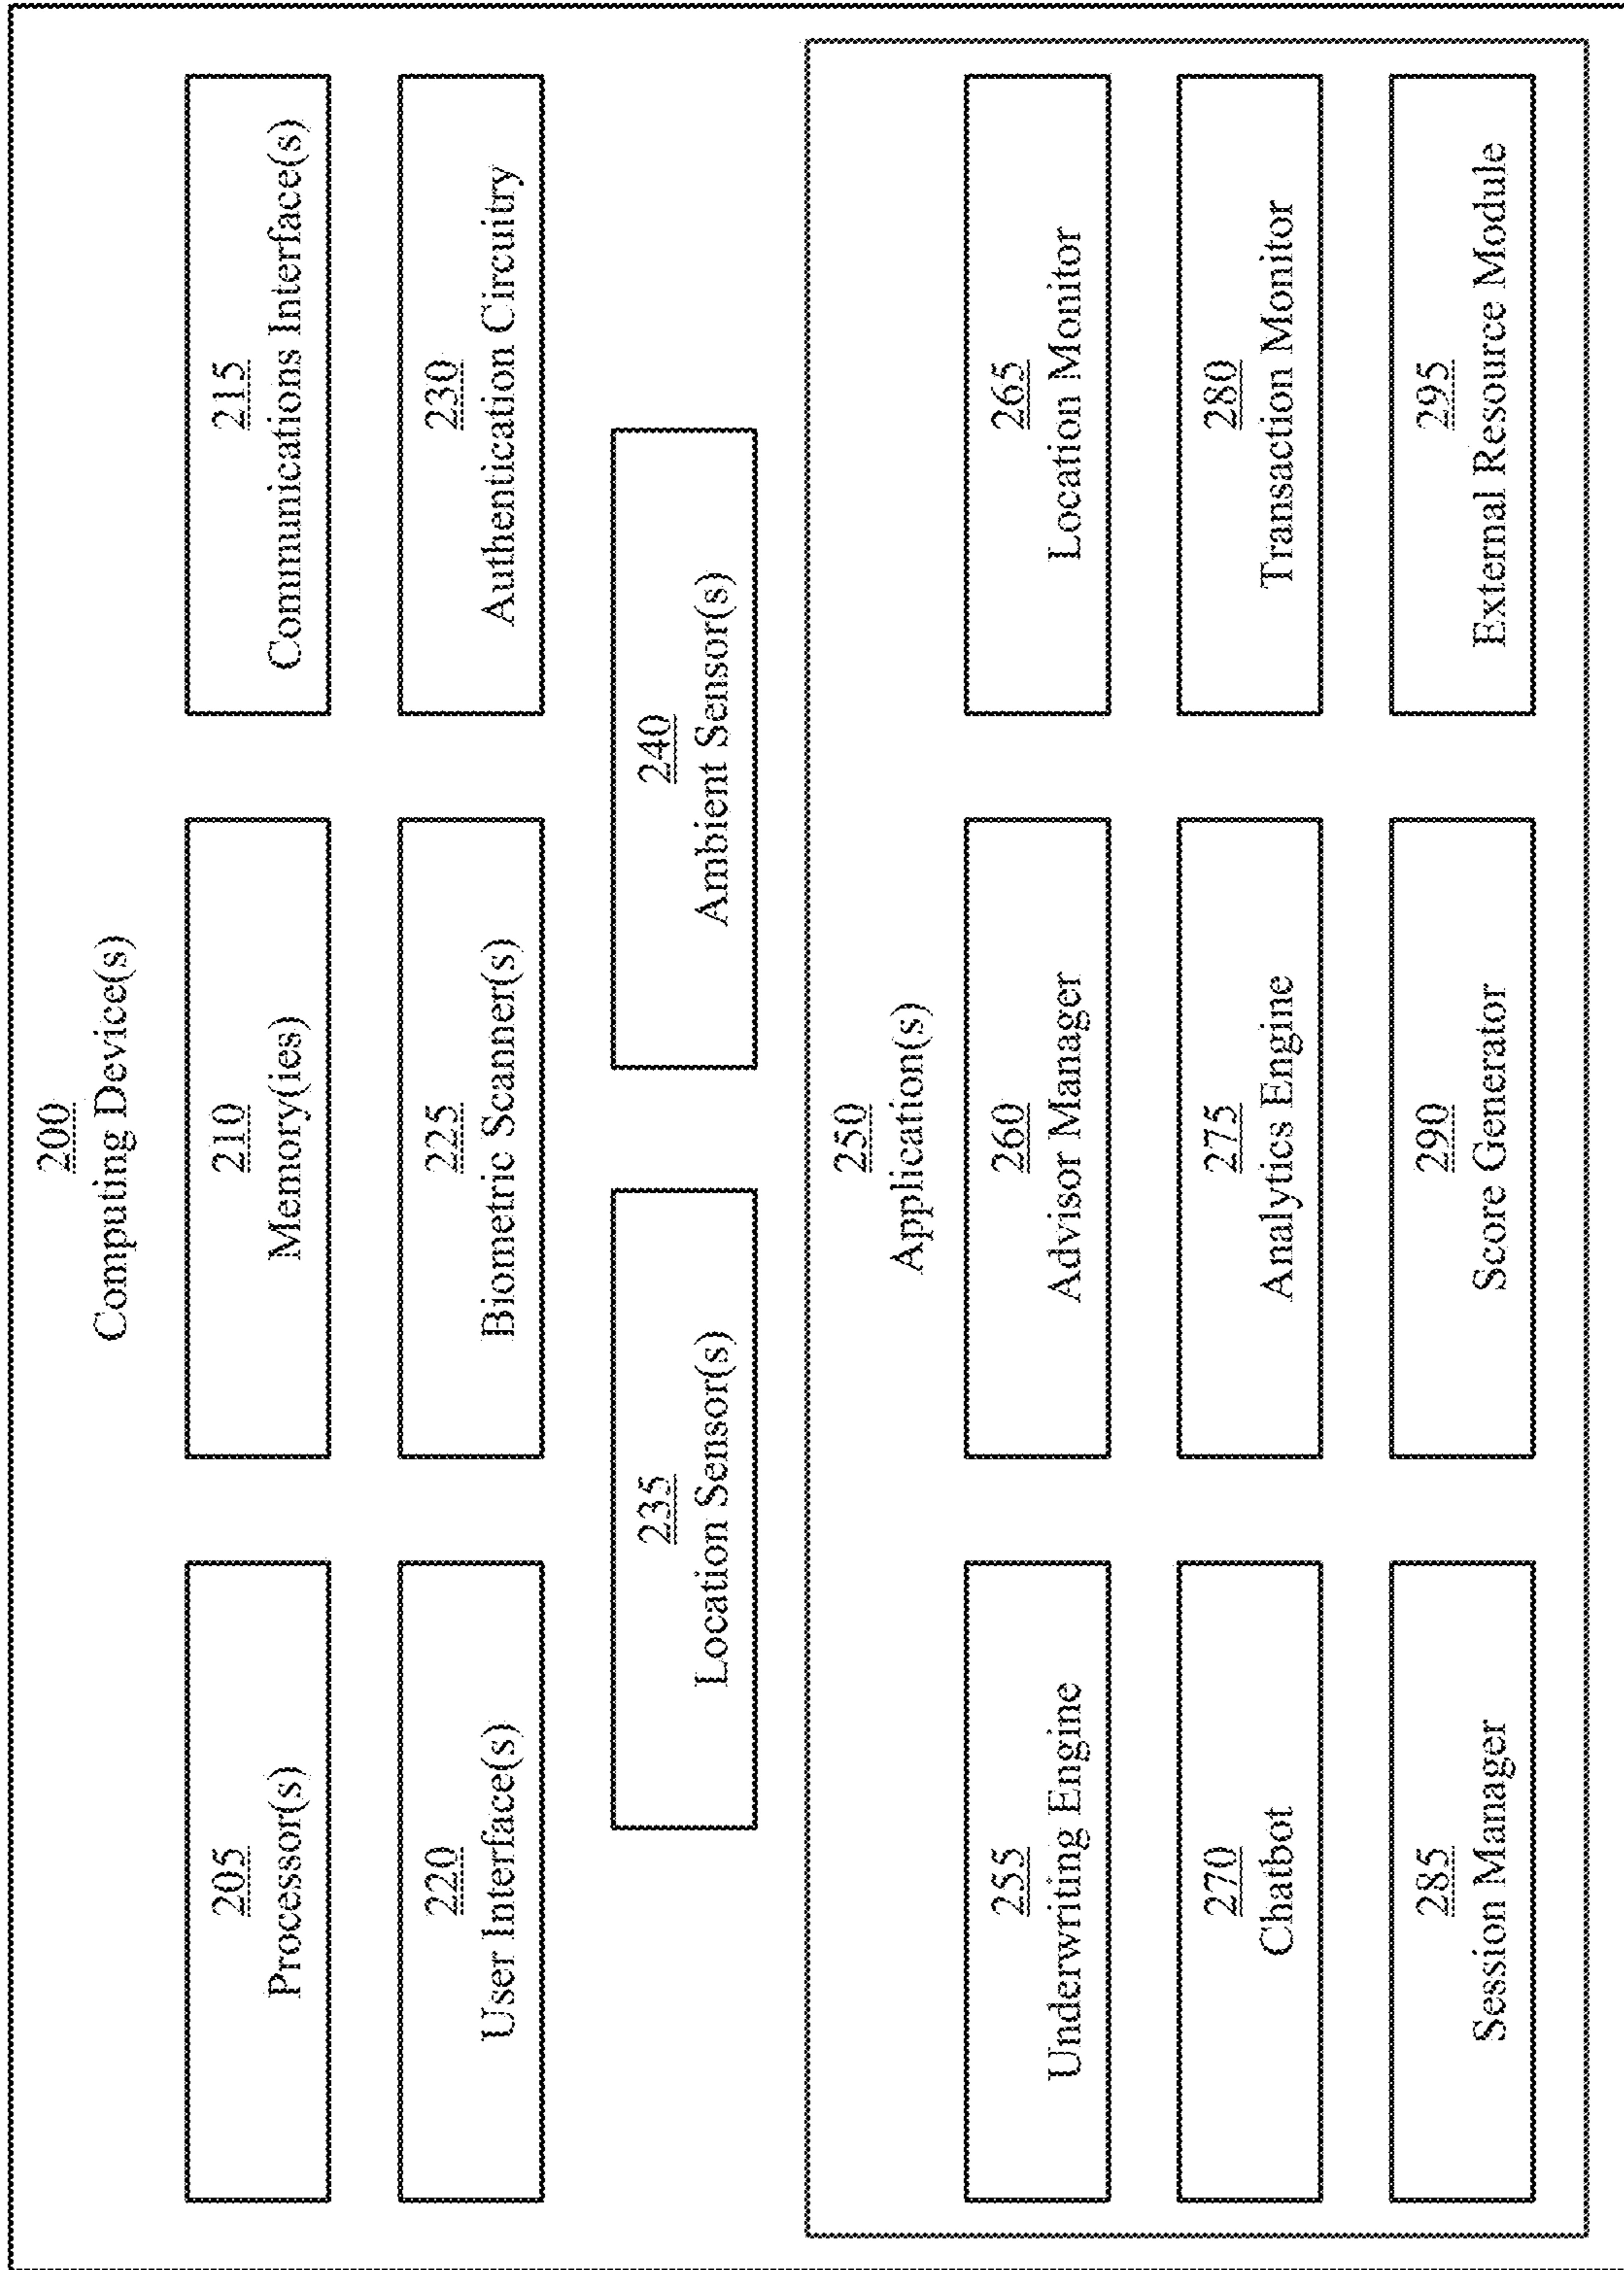 200
Computing Device(s)
205
Processor(s)
210
Memory(ies)
215
Communications Interface(s)
220
User Interface(s)
225
Biometric Scanner(s)
230
Authentication Circuitry
235
Location Sensor(s)
240
Ambient Sensor(s)
250
Application(s)
255
Underwriting Engine
260
Advisor Manager
265
Location Monitor
270
Chatbot
275
Analytics Engine
280
Transaction Monitor
285
Session Manager
290
Score Generator
295
External Resource Module